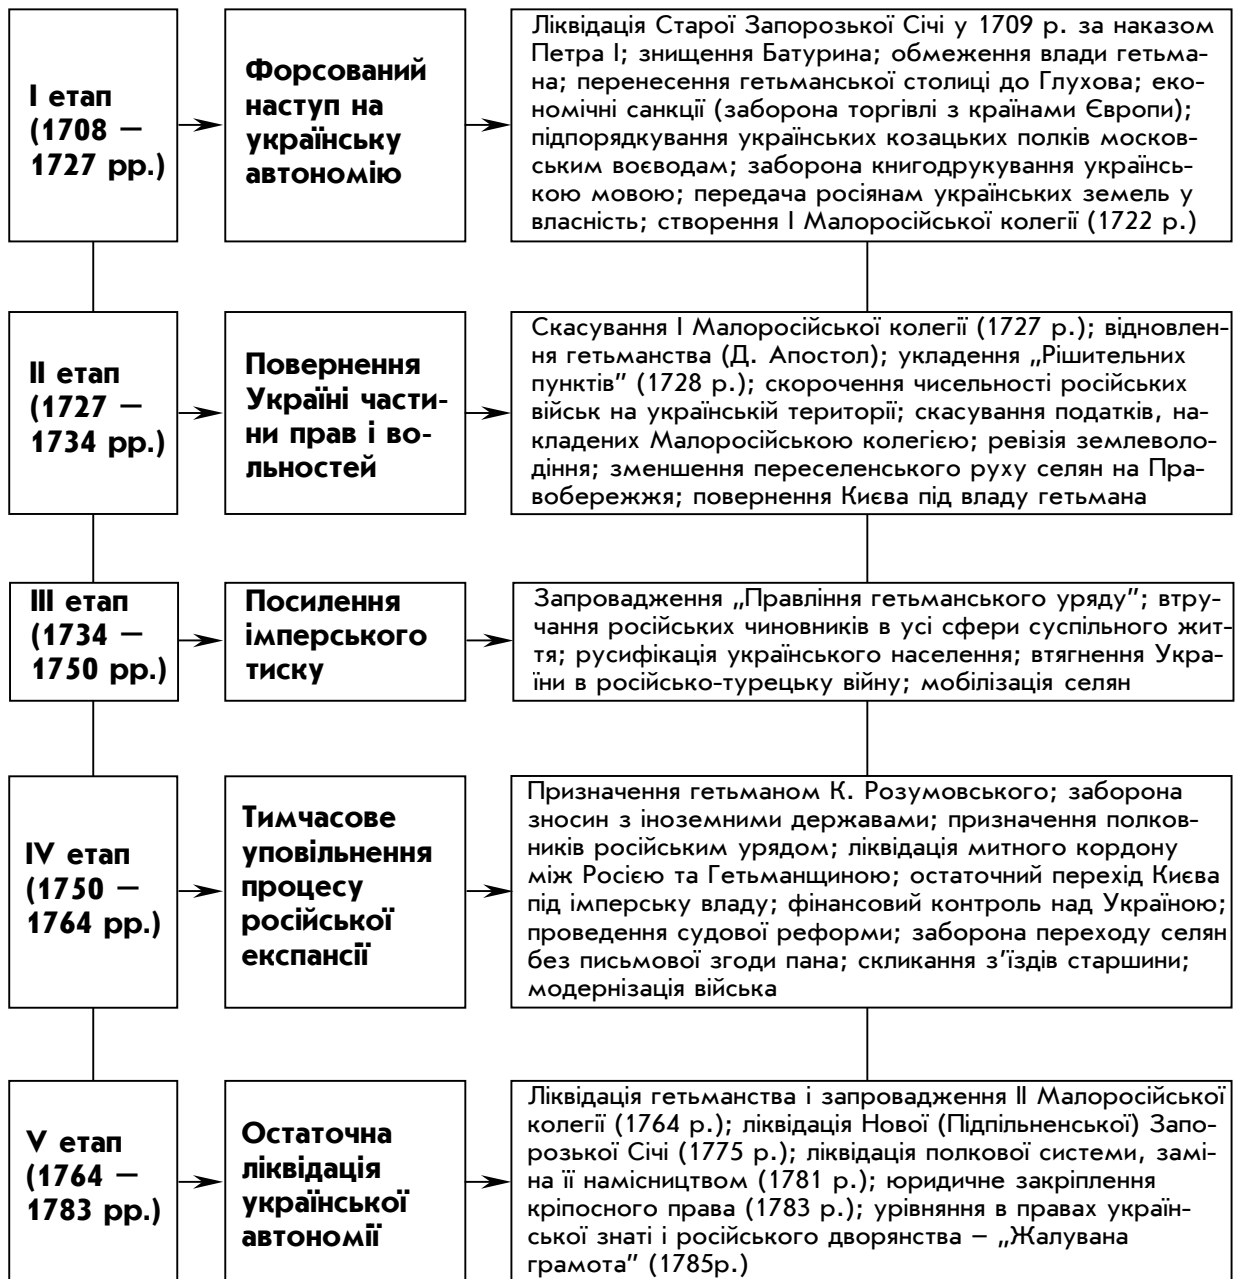 I етап
(1708 –
1727 рр.)
Форсований
наступ на
українську
автономію
Ліквідація Старої Запорозької Січі у 1709 р. за наказом
Петра І; знищення Батурина; обмеження влади гетьма-
на; перенесення гетьманської столиці до Глухова; еко-
номічні санкції (заборона торгівлі з країнами Європи);
підпорядкування українських козацьких полків москов-
ським воєводам; заборона книгодрукування українсь-
кою мовою; передача росіянам українських земель у
власність; створення І Малоросійської колегії (1722 р.)
II етап
(1727 –
1734 рр.)
Повернення
Україні части-
ни прав і во-
льностей
Скасування І Малоросійської колегії (1727 р.); відновлен-
ня гетьманства (Д. Апостол); укладення „Рішительних
пунктів” (1728 р.); скорочення чисельності російських
військ на українській території; скасування податків, на-
кладених Малоросійською колегією; ревізія землеволо-
діння; зменшення переселенського руху селян на Пра-
вобережжя; повернення Києва під владу гетьмана
III етап
(1734 –
1750 рр.)
Посилення
імперського
тиску
Запровадження „Правління гетьманського уряду”; втру-
чання російських чиновників в усі сфери суспільного жит-
тя; русифікація українського населення; втягнення Укра-
їни в російсько-турецьку війну; мобілізація селян
IV етап
(1750 –
1764 рр.)
Тимчасове
уповільнення
процесу
російської
експансії
Призначення гетьманом К. Розумовського; заборона
зносин з іноземними державами; призначення полков-
ників російським урядом; ліквідація митного кордону
між Росією та Гетьманщиною; остаточний перехід Києва
під імперську владу; фінансовий контроль над Україною;
проведення судової реформи; заборона переходу селян
без письмової згоди пана; скликання з'їздів старшини;
модернізація війська
V етап
(1764 –
1783 рр.)
Остаточна
ліквідація
української
автономії
Ліквідація гетьманства і запровадження ІІ Малоросійської
колегії (1764 р.); ліквідація Нової (Підпільненської) Запо-
розької Січі (1775 р.); ліквідація полкової системи, замі-
на її намісництвом (1781 р.); юридичне закріплення
кріпосного права (1783 р.); урівняння в правах україн-
ської знаті і російського дворянства – „Жалувана
грамота” (1785р.)